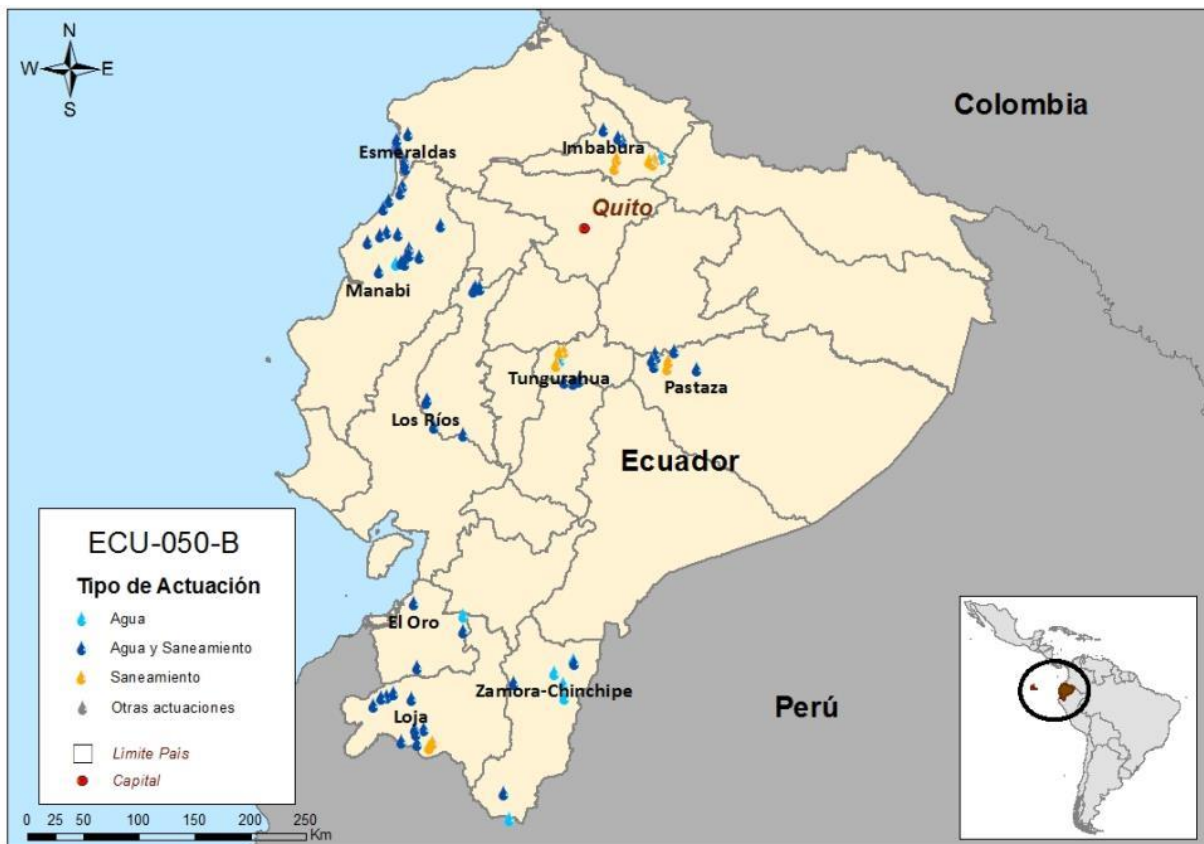 N
W E
S
Colombia
Esmeraldas
Imbabura
Quito
Manabi
Tungurahua
Pastaza
Los Ríos
Ecuador
El Oro
Zamora-Chinchipe
Loja
Perú
ECU-050-B
Tipo de Actuación
Agua
Agua y Saneamiento
Saneamiento
Otras actuaciones
Limite Pais
Capital
0 25 50 100 150 200 250
Km